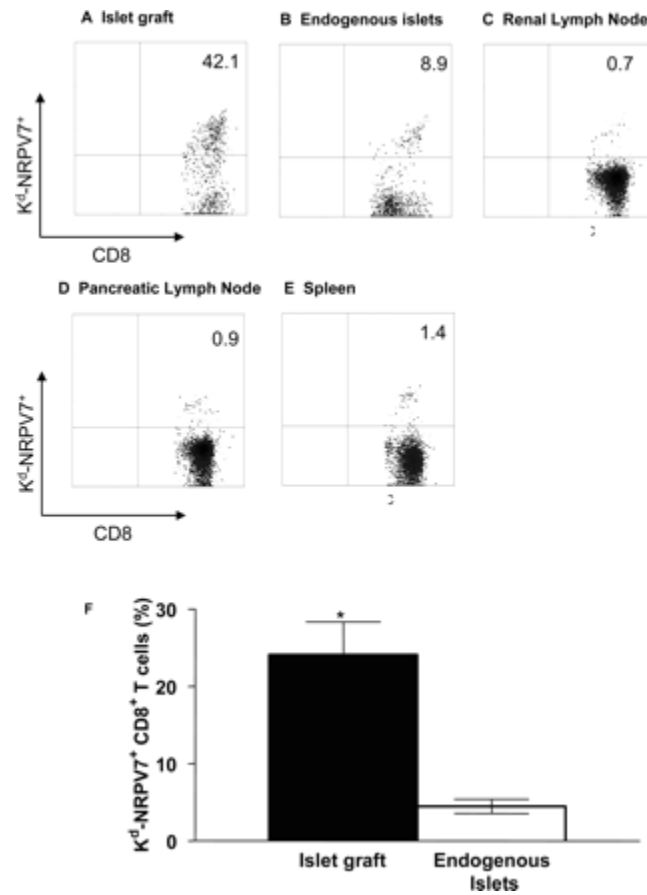 A Islet graft
B Endogenous islets
C Renal Lymph Node
42.1
8.9
0.7
Kd-NRPV7+
CD8
D Pancreatic Lymph Node
E Spleen
0.9
1.4
Kd-NRPV7+
CD8
F
Kd-NRPV7+ CD8+ T cells (%)
30
20
10
0
*
Islet graft
Endogenous
Islets